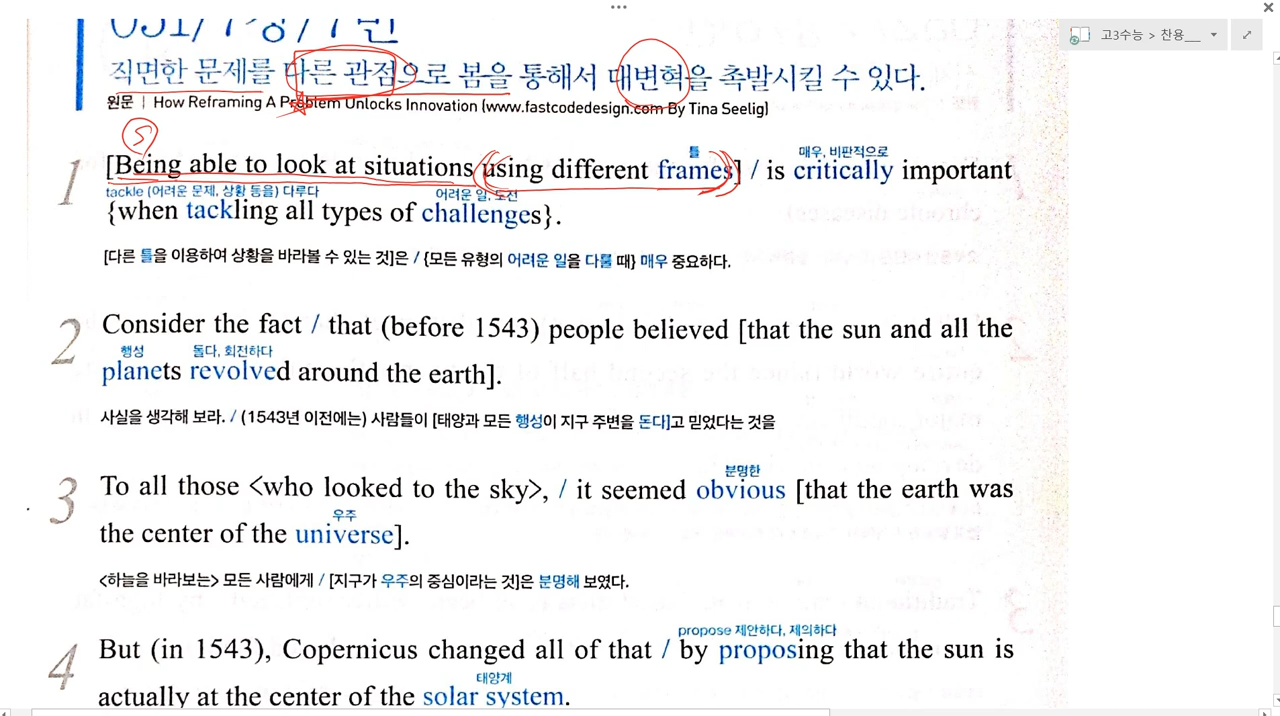 직면한 문제를 다른 관점으로 봄을 통해서 대변혁을 촉발시킬 수 있다.
원문 | How Reframing A Problem Unlocks Innovation (www.fastcodedesign.com By Tina Seelig)
고3수능 > 찬용__
S
틀 매우, 비판적으로
1 [Being able to look at situations using different frames] / is critically important
tackle (어려운 문제, 상황 등을) 다루다 어려운 일, 도전
{when tackling all types of challenges}.
[다른 틀을 이용하여 상황을 바라볼 수 있는 것]은 / {모든 유형의 어려운 일을 다룰 때} 매우 중요하다.
2 Consider the fact / that (before 1543) people believed [that the sun and all the
행성 돌다, 회전하다
planets revolved around the earth].
사실을 생각해 보라. / (1543년 이전에는) 사람들이 [태양과 모든 행성이 지구 주변을 돈다]고 믿었다는 것을
분명한
3 To all those <who looked to the sky>, / it seemed obvious [that the earth was
우주
the center of the universe].
<하늘을 바라보는> 모든 사람에게 / [지구가 우주의 중심이라는 것]은 분명해 보였다.
propose 제안하다, 제의하다
4 But (in 1543), Copernicus changed all of that / by proposing that the sun is
태양계
actually at the center of the solar system.